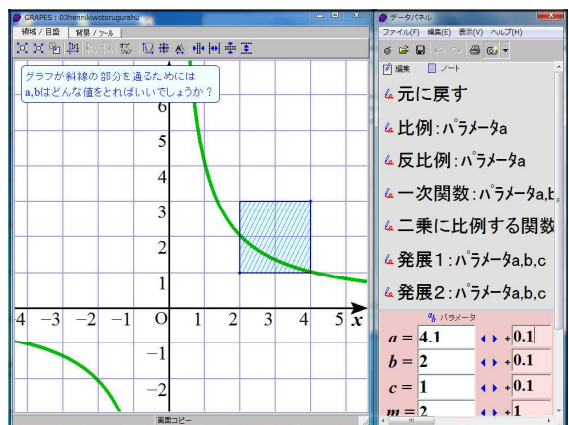 GRAPES : 03hennikiwotorugurahu
領域 / 目盛 背景 / ツール
グラフが斜線の部分を通るためには
a,bはどんな値をとればいいでしょうか？
6
5
4
3
2
1
4 −3 −2 −1 O 1 2 3 4 5 x
−1
−2
画面コピー
データパネル
ファイル(F) 編集(E) 表示(V) ヘルプ(H)
編集 ノート
元に戻す
比例：パラメータa
反比例：パラメータa
一次関数：パラメータa,b
二乗に比例する関数
発展1：パラメータa,b,c
発展2：パラメータa,b,c
パラメータ
a = 4.1 +0.1
b = 2 +0.1
c = 1 +0.1
m = 2 +1